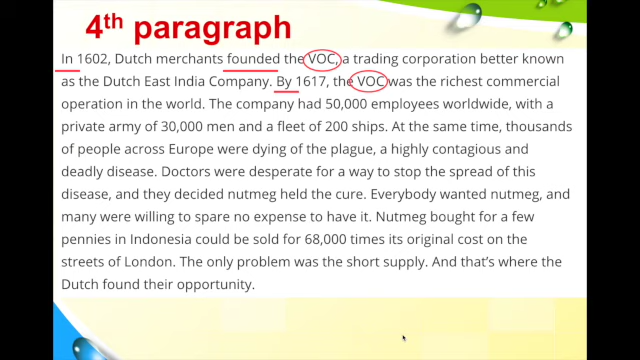 4th paragraph
In 1602, Dutch merchants founded the VOC, a trading corporation better known
as the Dutch East India Company. By 1617, the VOC was the richest commercial
operation in the world. The company had 50,000 employees worldwide, with a
private army of 30,000 men and a fleet of 200 ships. At the same time, thousands
of people across Europe were dying of the plague, a highly contagious and
deadly disease. Doctors were desperate for a way to stop the spread of this
disease, and they decided nutmeg held the cure. Everybody wanted nutmeg, and
many were willing to spare no expense to have it. Nutmeg bought for a few
pennies in Indonesia could be sold for 68,000 times its original cost on the
streets of London. The only problem was the short supply. And that’s where the
Dutch found their opportunity.